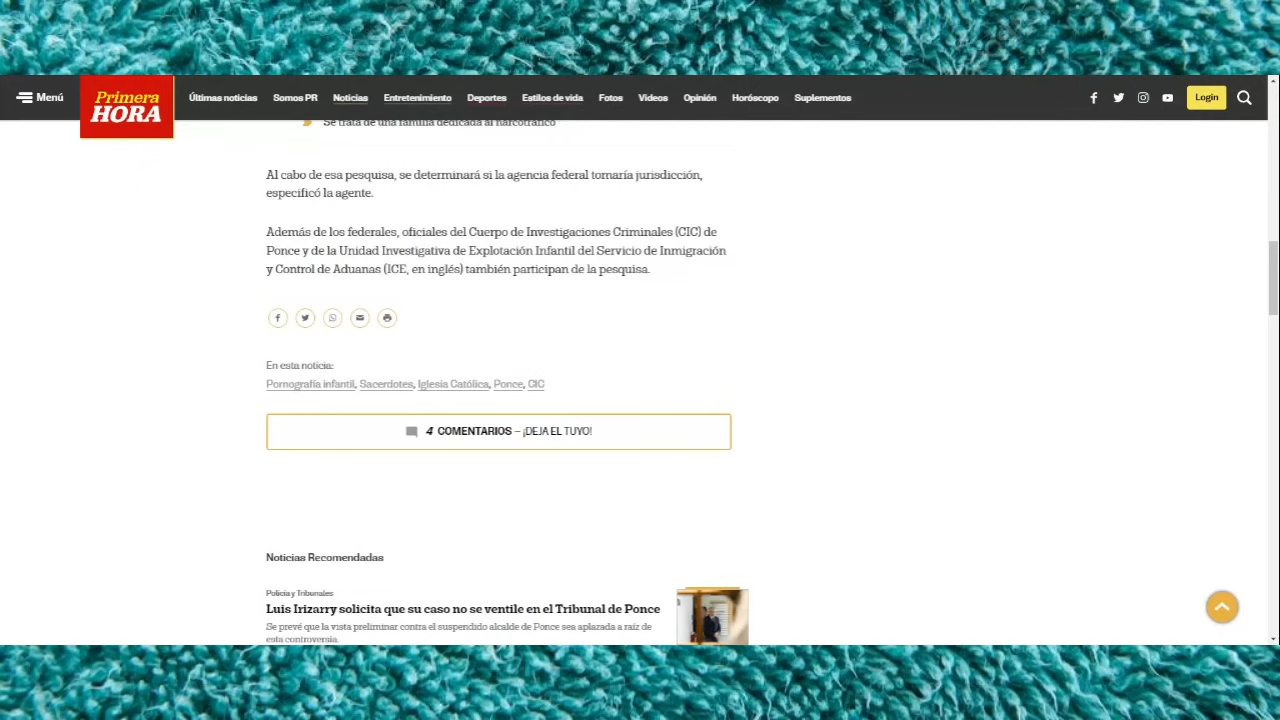 Menú
Primera
HORA
Últimas noticias Somos PR Noticias Entretenimiento Deportes Estilos de vida Fotos Videos Opinión Horóscopo Suplementos
Login
Se trata de una familia dedicada al narcotráfico
Al cabo de esa pesquisa, se determinará si la agencia federal tomaría jurisdicción,
especificó la agente.
Además de los federales, oficiales del Cuerpo de Investigaciones Criminales (CIC) de
Ponce y de la Unidad Investigativa de Explotación Infantil del Servicio de Inmigración
y Control de Aduanas (ICE, en inglés) también participan de la pesquisa.
En esta noticia:
Pornografía infantil, Sacerdotes, Iglesia Católica, Ponce, CIC
4 COMENTARIOS – ¡DEJA EL TUYO!
Noticias Recomendadas
Policía y Tribunales
Luis Irizarry solicita que su caso no se ventile en el Tribunal de Ponce
Se prevé que la vista preliminar contra el suspendido alcalde de Ponce sea aplazada a raíz de
esta controversia.